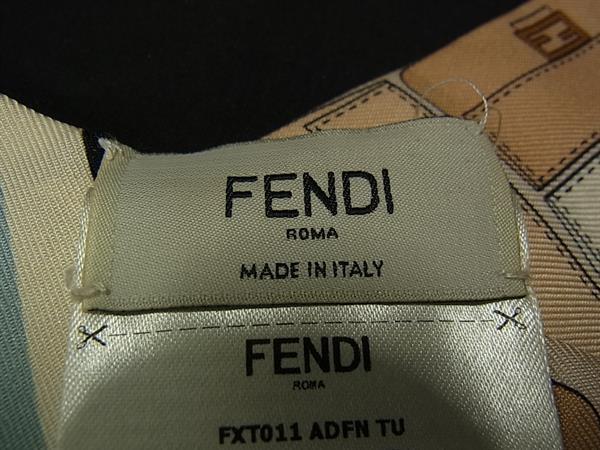 FENDI
ROMA
MADE IN ITALY
FENDI
ROMA
FXT011 ADFN TU